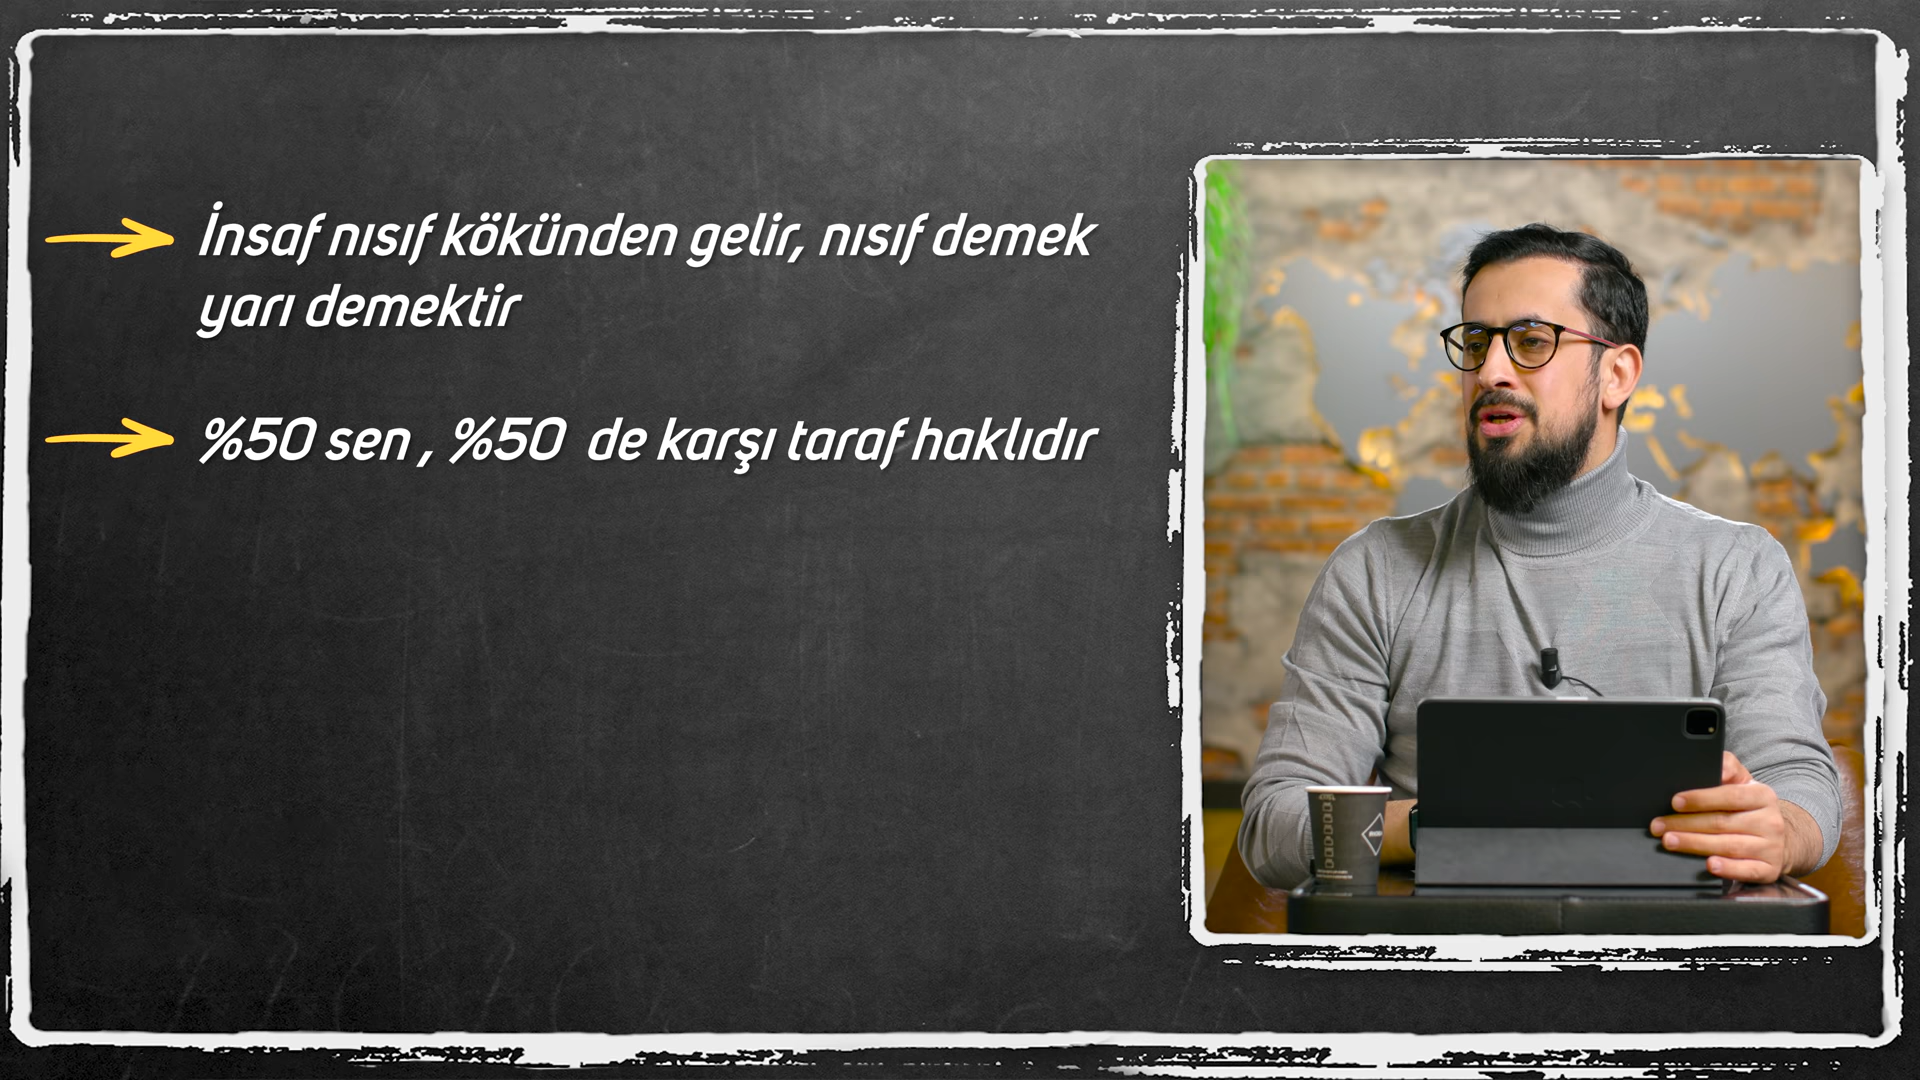 İnsaf nısıf kökünden gelir, nısıf demek
yarı demektir
%50 sen , %50 de karşı taraf haklıdır